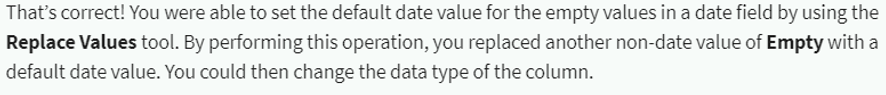 That’s correct! You were able to set the default date value for the empty values in a date field by using the
Replace Values tool. By performing this operation, you replaced another non-date value of Empty with a
default date value. You could then change the data type of the column.